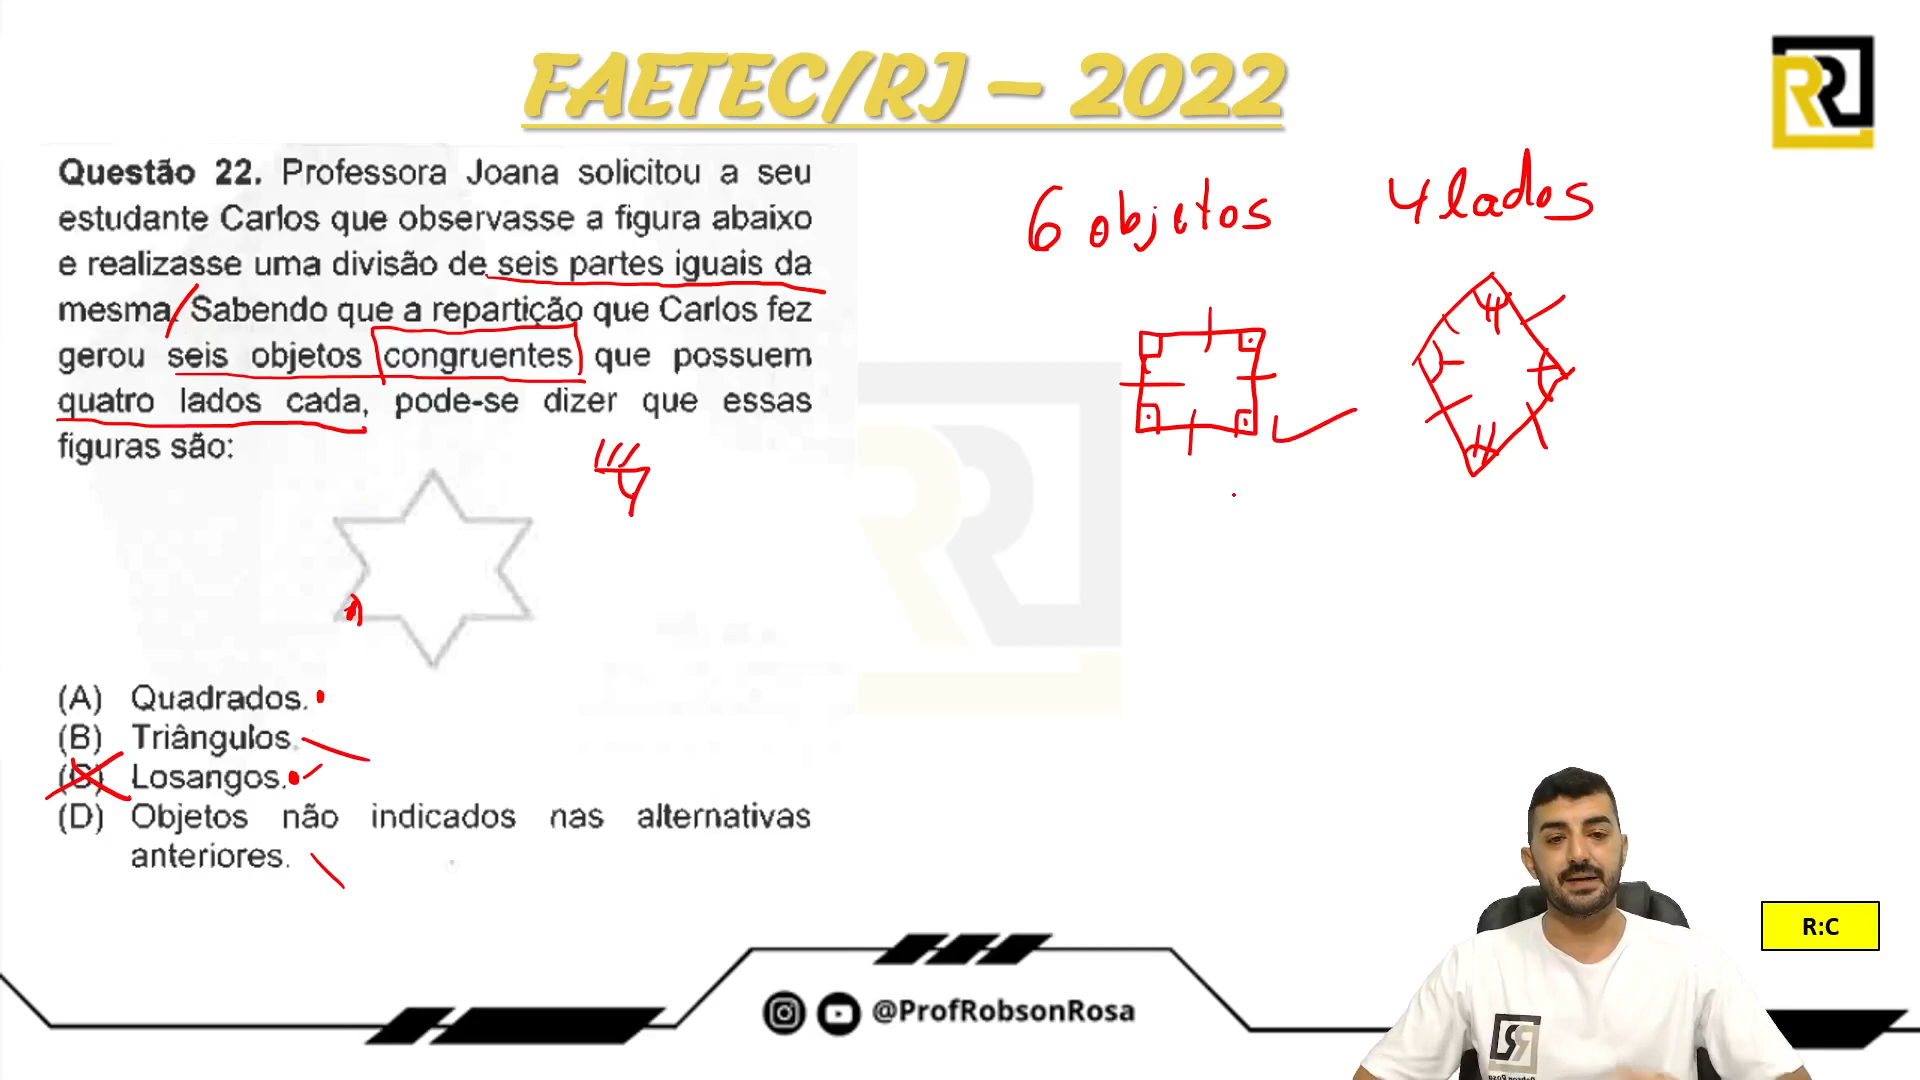 FAETEC/RJ – 2022
Questão 22. Professora Joana solicitou a seu
estudante Carlos que observasse a figura abaixo
e realizasse uma divisão de seis partes iguais da
mesma. Sabendo que a repartição que Carlos fez
gerou seis objetos congruentes que possuem
quatro lados cada, pode-se dizer que essas
figuras são:
(A) Quadrados.
(B) Triângulos.
(C) Losangos.
(D) Objetos não indicados nas alternativas
anteriores.
6 objetos 4 lados
R:C
@ProfRobsonRosa